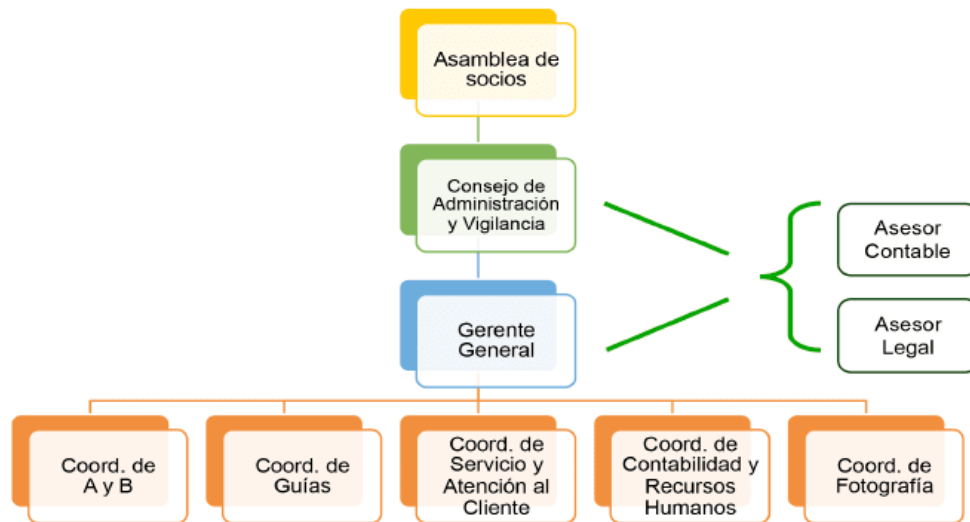 Asamblea de
socios
Consejo de
Administración
y Vigilancia
Asesor
Contable
Gerente
General
Asesor
Legal
Coord. de
A y B
Coord. de
Guías
Coord. de
Servicio y
Atención al
Cliente
Coord. de
Contabilidad y
Recursos
Humanos
Coord. de
Fotografía